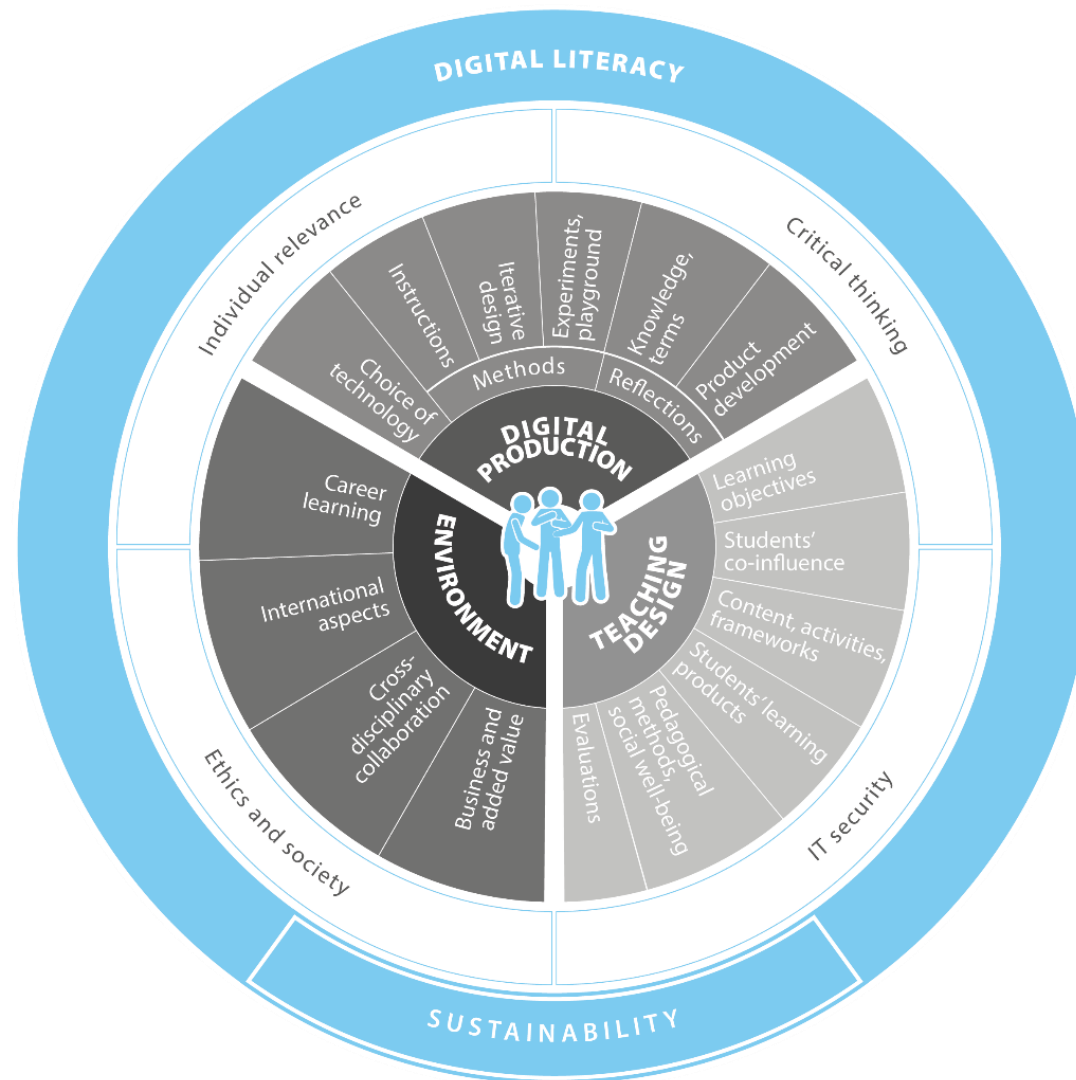 DIGITAL LITERACY
Individual relevance
Critical thinking
Choice of
technology
Instructions
Iterative
design
Experiments,
playground
Knowledge,
terms
Product
development
Methods
Reflections
DIGITAL
PRODUCTION
ENVIRONMENT
TEACHING
DESIGN
Career
learning
International
aspects
Cross-
disciplinary
collaboration
Business and
added value
Learning
objectives
Students’
co-influence
Content, activities,
frameworks
Students’ learning
products
Pedagogical
methods,
social well-being
Evaluations
Ethics and society
IT security
SUSTAINABILITY